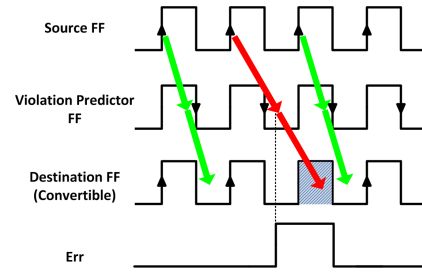 Source FF
Violation Predictor
FF
Destination FF
(Convertible)
Err